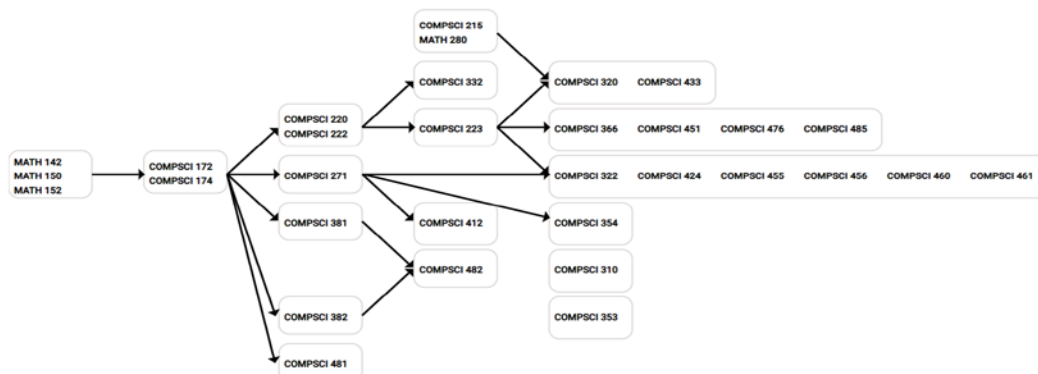 COMPSCI 215
MATH 280
COMPSCI 332
COMPSCI 320 COMPSCI 433
COMPSCI 220
COMPSCI 222
COMPSCI 223
COMPSCI 366 COMPSCI 451 COMPSCI 476 COMPSCI 485
MATH 142
MATH 150
MATH 152
COMPSCI 172
COMPSCI 174
COMPSCI 271
COMPSCI 322 COMPSCI 424 COMPSCI 455 COMPSCI 456 COMPSCI 460 COMPSCI 461
COMPSCI 381
COMPSCI 412
COMPSCI 354
COMPSCI 482
COMPSCI 310
COMPSCI 382
COMPSCI 353
COMPSCI 481